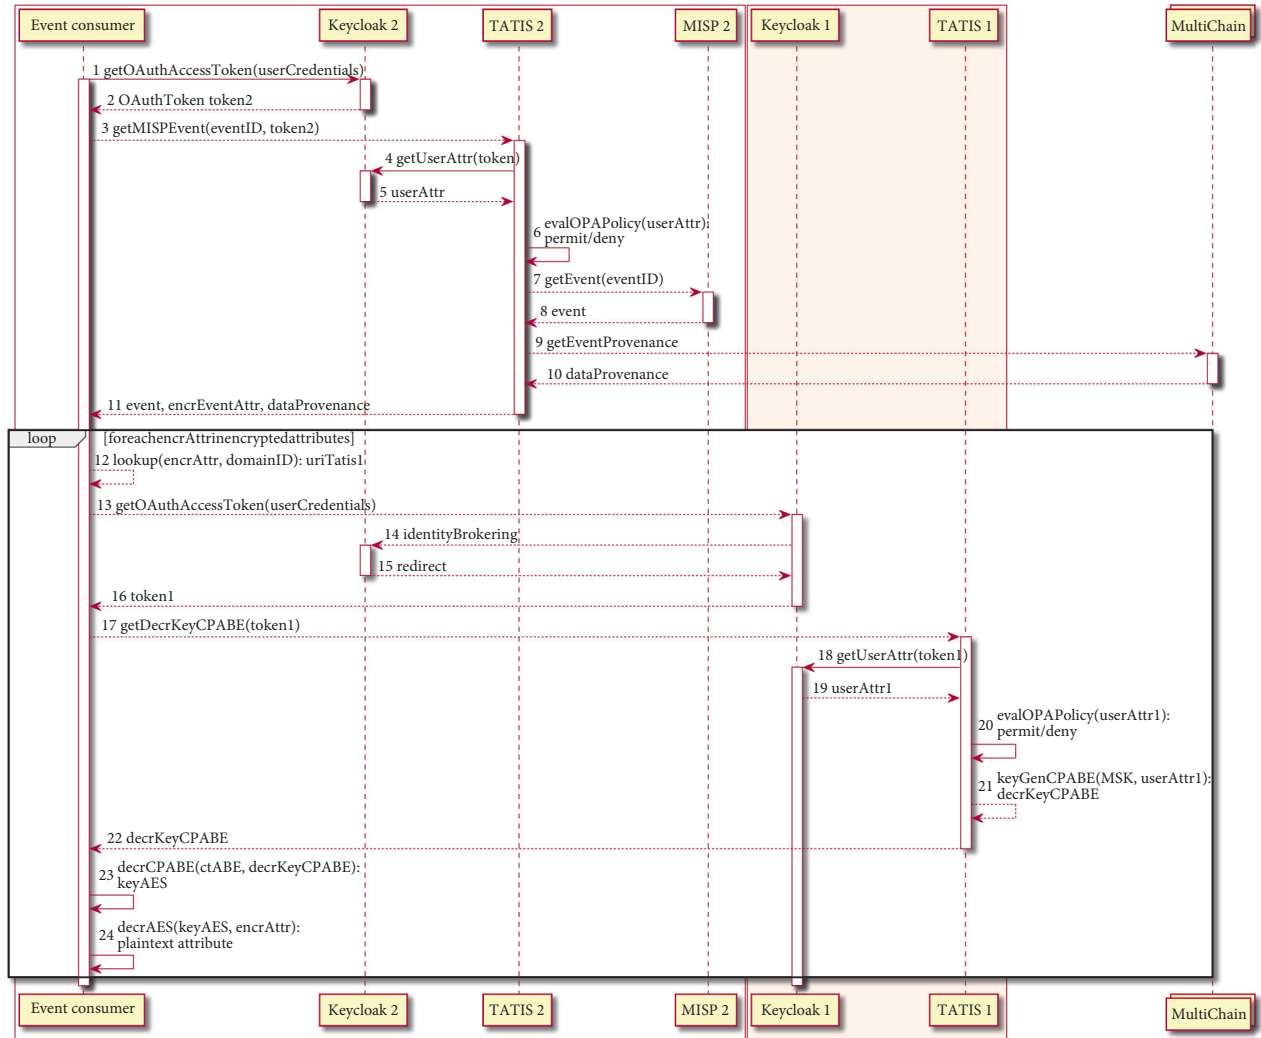 Event consumer
Keycloak 2
TATIS 2
MISP 2
Keycloak 1
TATIS 1
MultiChain
1 getOAuthAccessToken(userCredentials)
2 OAuthToken token2
3 getMISPEvent(eventID, token2)
4 getUserAttr(token)
5 userAttr
6 evalOPAPolicy(userAttr):
permit/deny
7 getEvent(eventID)
8 event
9 getEventProvenance
10 dataProvenance
11 event, encrEventAttr, dataProvenance
loop
[foreachencrAttrinencryptedattributes]
12 lookup(encrAttr, domainID): uriTatis1
13 getOAuthAccessToken(userCredentials)
14 identityBrokering
15 redirect
16 token1
17 getDecrKeyCPABE(token1)
18 getUserAttr(token1)
19 userAttr1
20 evalOPAPolicy(userAttr1):
permit/deny
21 keyGenCPABE(MSK, userAttr1):
decrKeyCPABE
22 decrKeyCPABE
23 decrCPABE(ctABE, decrKeyCPABE):
keyAES
24 decrAES(keyAES, encrAttr):
plaintext attribute
Event consumer
Keycloak 2
TATIS 2
MISP 2
Keycloak 1
TATIS 1
MultiChain